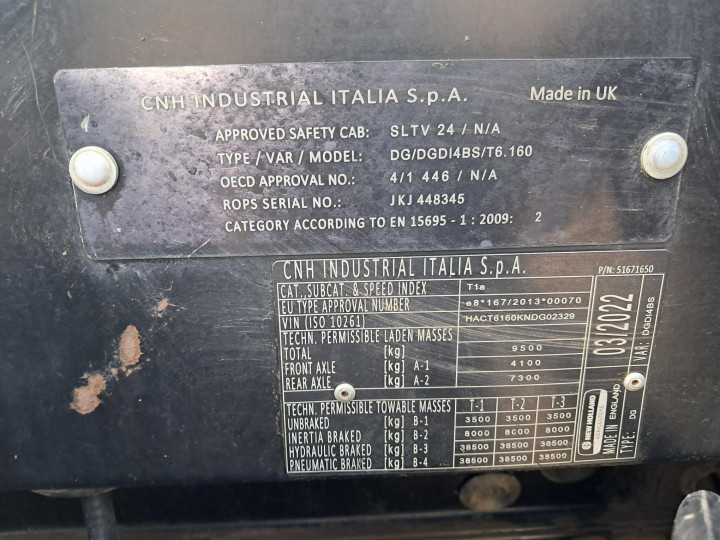 CNH INDUSTRIAL ITALIA S.p.A. Made in UK
APPROVED SAFETY CAB: SLTV 24 / N/A
TYPE / VAR / MODEL: DG/DGDI4BS/T6.160
OECD APPROVAL NO.: 4/1 446 / N/A
ROPS SERIAL NO.: JKJ 448345
CATEGORY ACCORDING TO EN 15695 - 1 : 2009: 2
CNH INDUSTRIAL ITALIA S.p.A. P/N: 51671650
CAT.,SUBCAT. & SPEED INDEX T1a
EU TYPE APPROVAL NUMBER e8*167/2013*00070
VIN (ISO 10261) HACT6160KNDG02329
TECHN. PERMISSIBLE LADEN MASSES
TOTAL [kg] 9500
FRONT AXLE [kg] A-1 4100
REAR AXLE [kg] A-2 7300
TECHN. PERMISSIBLE TOWABLE MASSES T-1 T-2 T-3
UNBRAKED [kg] B-1 3500 3500 3500
INERTIA BRAKED [kg] B-2 8000 8000 8000
HYDRAULIC BRAKED [kg] B-3 38500 38500 38500
PNEUMATIC BRAKED [kg] B-4 38500 38500 38500
NEW HOLLAND
MADE IN ENGLAND
03/2022
TYPE: DG
VAR: DGDI4BS